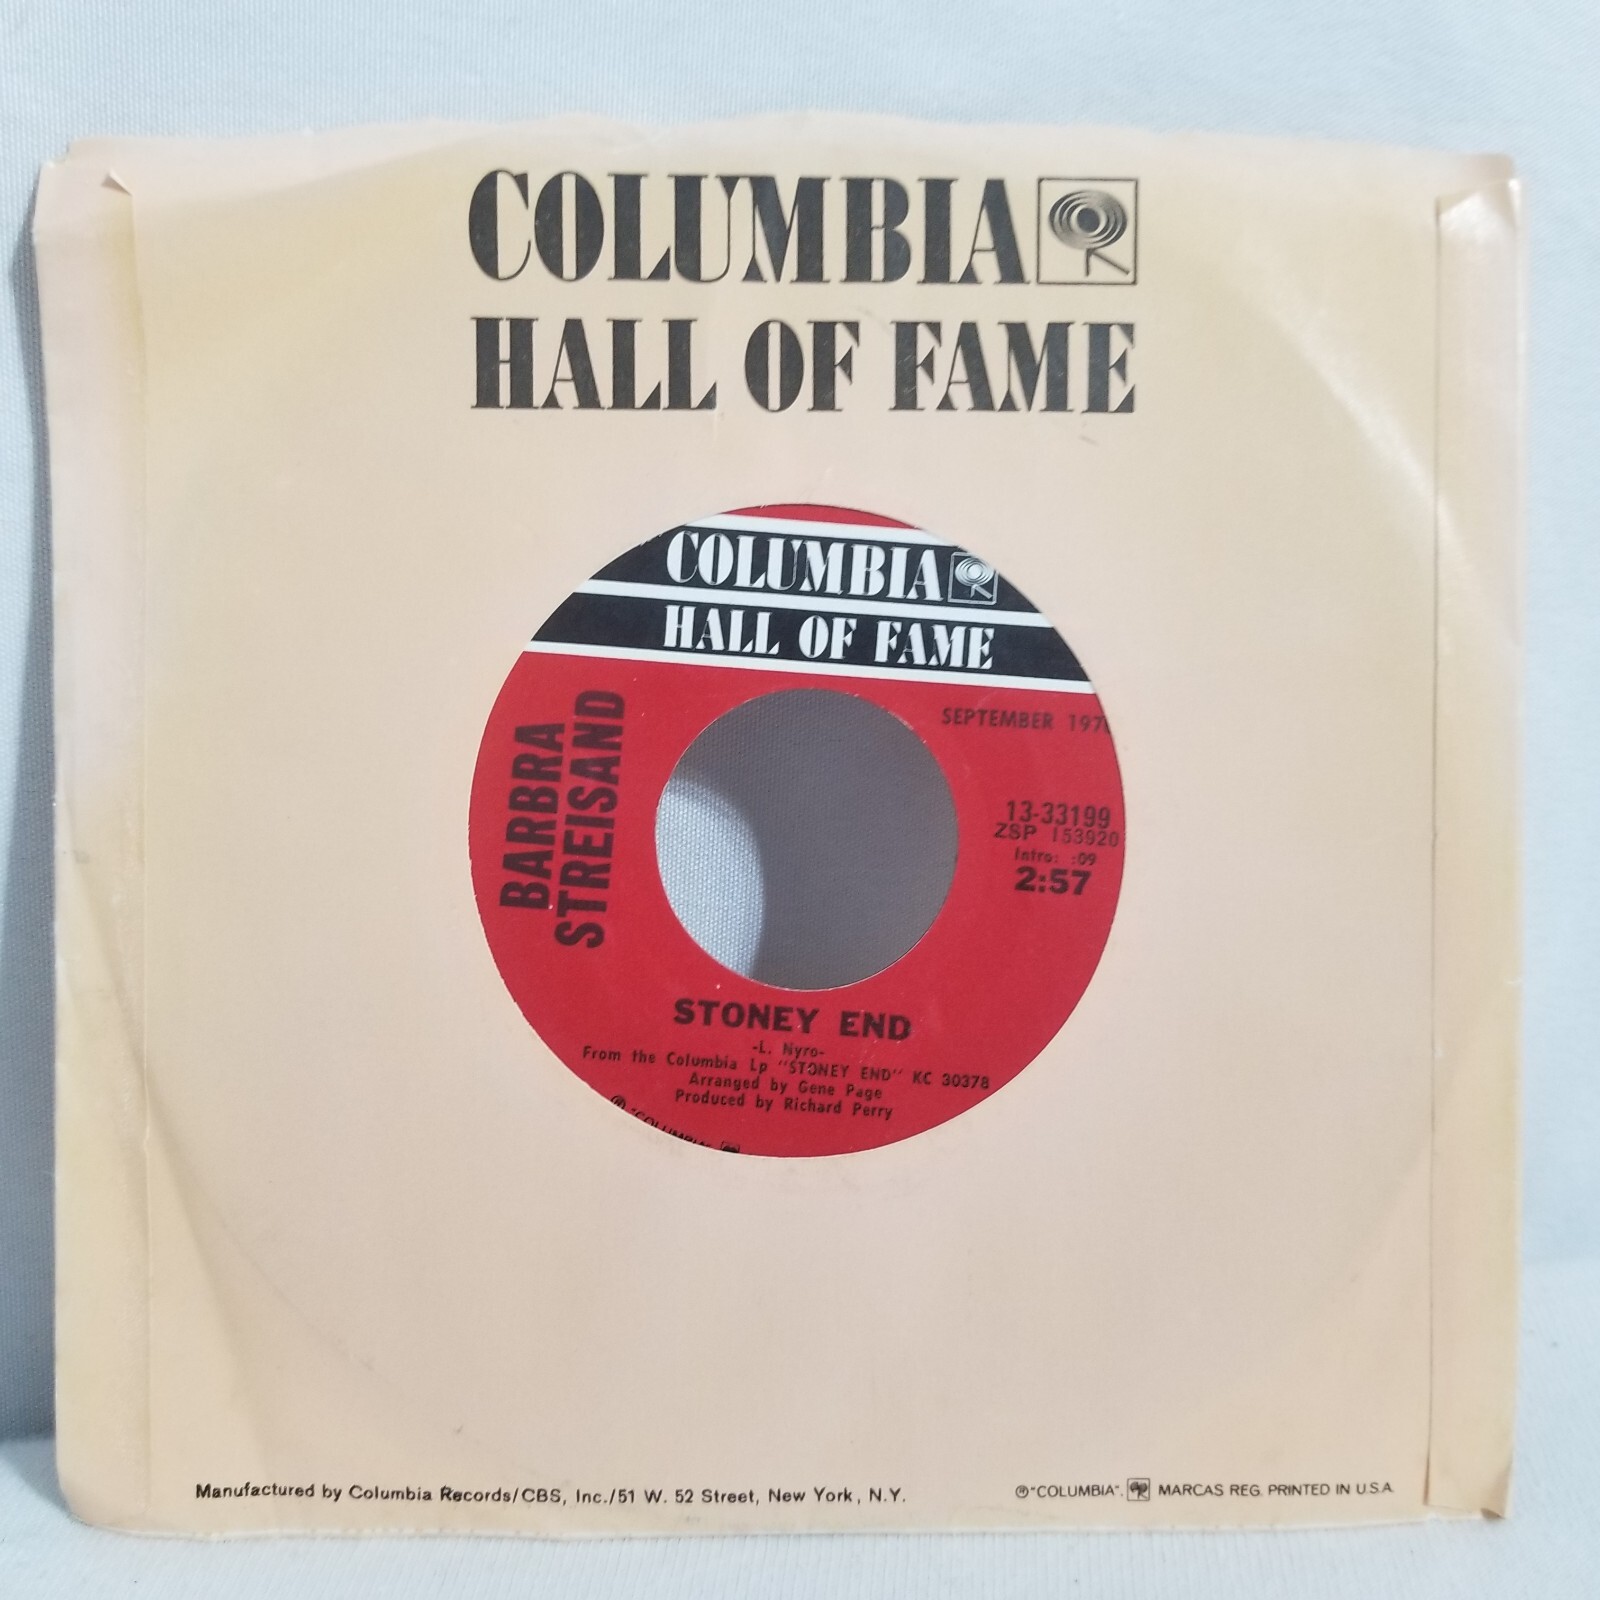 COLUMBIA
HALL OF FAME
COLUMBIA
HALL OF FAME
SEPTEMBER
BARBRA
STREISAND
13-33199
ZSP 153920
Intro: :09
2:57
STONEY END
-L. Nyro-
From the Columbia Lp "STONEY END" KC 30378
Arranged by Gene Page
Produced by Richard Perry
Manufactured by Columbia Records/CBS, Inc./51 W. 52 Street, New York, N.Y.
® "COLUMBIA", MARCAS REG. PRINTED IN U.S.A.